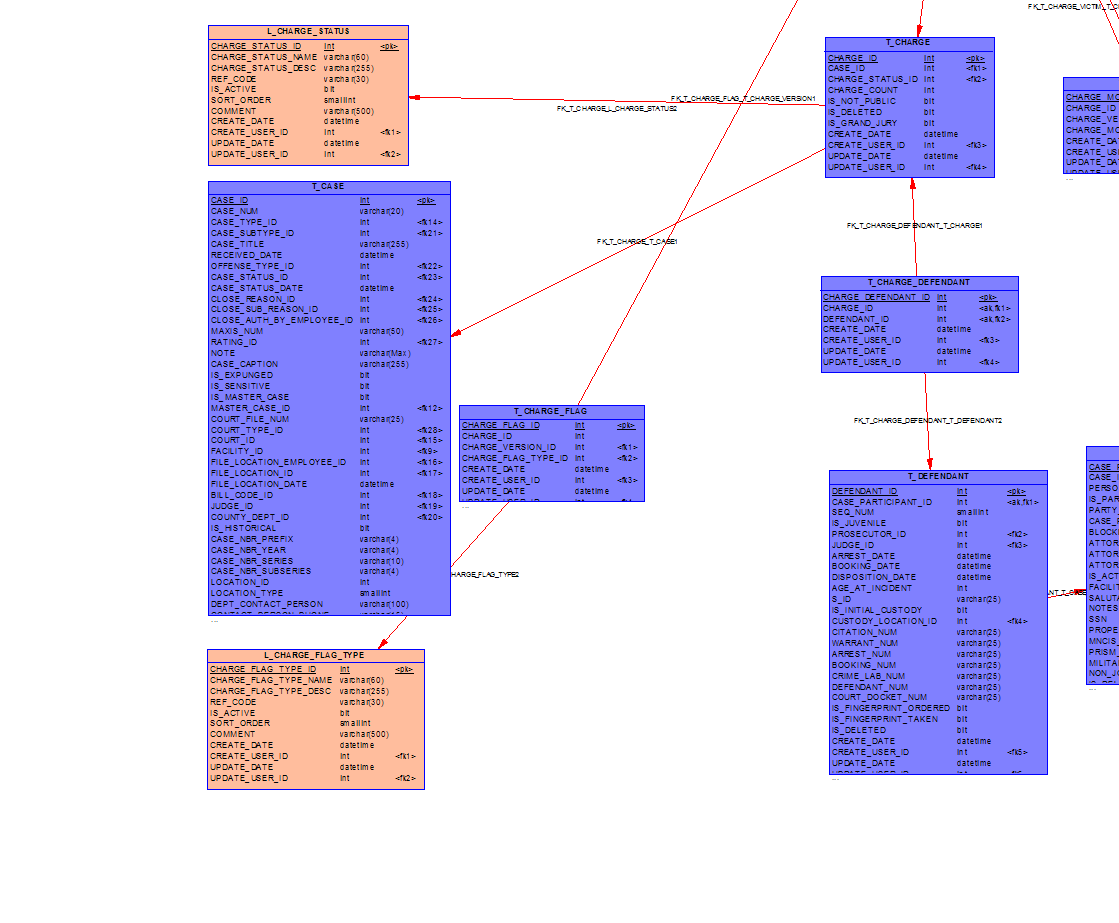 FK_T_CHARGE_VICTIM_T_C
L_CHARGE_STATUS
CHARGE_STATUS_ID int <pk>
CHARGE_STATUS_NAME varchar(60)
CHARGE_STATUS_DESC varchar(255)
REF_CODE varchar(30)
IS_ACTIVE bit
SORT_ORDER smallint
COMMENT varchar(500)
CREATE_DATE datetime
CREATE_USER_ID int <fk1>
UPDATE_DATE datetime
UPDATE_USER_ID int <fk2>
FK_T_CHARGE_FLAG_T_CHARGE_VERSION1
FK_T_CHARGE_L_CHARGE_STATUS2
T_CHARGE
CHARGE_ID int <pk>
CASE_ID int <fk1>
CHARGE_STATUS_ID int <fk2>
CHARGE_COUNT int
IS_NOT_PUBLIC bit
IS_DELETED bit
IS_GRAND_JURY bit
CREATE_DATE datetime
CREATE_USER_ID int <fk3>
UPDATE_DATE datetime
UPDATE_USER_ID int <fk4>
CHARGE_MO
CHARGE_ID
CHARGE_VE
CHARGE_MO
CREATE_DA
CREATE_US
UPDATE_DA
T_CASE
CASE_ID int <pk>
CASE_NUM varchar(20)
CASE_TYPE_ID int <fk14>
CASE_SUBTYPE_ID int <fk21>
CASE_TITLE varchar(255)
RECEIVED_DATE datetime
OFFENSE_TYPE_ID int <fk22>
CASE_STATUS_ID int <fk23>
CASE_STATUS_DATE datetime
CLOSE_REASON_ID int <fk24>
CLOSE_SUB_REASON_ID int <fk25>
CLOSE_AUTH_BY_EMPLOYEE_ID int <fk26>
MAXIS_NUM varchar(50)
RATING_ID int <fk27>
NOTE varchar(Max)
CASE_CAPTION varchar(255)
IS_EXPUNGED bit
IS_SENSITIVE bit
IS_MASTER_CASE bit
MASTER_CASE_ID int <fk12>
COURT_FILE_NUM varchar(25)
COURT_TYPE_ID int <fk28>
COURT_ID int <fk15>
FACILITY_ID int <fk9>
FILE_LOCATION_EMPLOYEE_ID int <fk16>
FILE_LOCATION_ID int <fk17>
FILE_LOCATION_DATE datetime
BILL_CODE_ID int <fk18>
JUDGE_ID int <fk19>
COUNTY_DEPT_ID int <fk20>
IS_HISTORICAL bit
CASE_NBR_PREFIX varchar(4)
CASE_NBR_YEAR varchar(4)
CASE_NBR_SERIES varchar(10)
CASE_NBR_SUBSERIES varchar(4)
LOCATION_ID int
LOCATION_TYPE smallint
DEPT_CONTACT_PERSON varchar(100)
FK_T_CHARGE_T_CASE1
FK_T_CHARGE_DEFENDANT_T_CHARGE1
T_CHARGE_DEFENDANT
CHARGE_DEFENDANT_ID int <pk>
CHARGE_ID int <ak,fk1>
DEFENDANT_ID int <ak,fk2>
CREATE_DATE datetime
CREATE_USER_ID int <fk3>
UPDATE_DATE datetime
UPDATE_USER_ID int <fk4>
FK_T_CHARGE_DEFENDANT_T_DEFENDANT2
T_CHARGE_FLAG
CHARGE_FLAG_ID int <pk>
CHARGE_ID int
CHARGE_VERSION_ID int <fk1>
CHARGE_FLAG_TYPE_ID int <fk2>
CREATE_DATE datetime
CREATE_USER_ID int <fk3>
UPDATE_DATE datetime
HARGE_FLAG_TYPE2
T_DEFENDANT
DEFENDANT_ID int <pk>
CASE_PARTICIPANT_ID int <ak,fk1>
SEQ_NUM smallint
IS_JUVENILE bit
PROSECUTOR_ID int <fk2>
JUDGE_ID int <fk3>
ARREST_DATE datetime
BOOKING_DATE datetime
DISPOSITION_DATE datetime
AGE_AT_INCIDENT int
S_ID varchar(25)
IS_INITIAL_CUSTODY bit
CUSTODY_LOCATION_ID int <fk4>
CITATION_NUM varchar(25)
WARRANT_NUM varchar(25)
ARREST_NUM varchar(25)
BOOKING_NUM varchar(25)
CRIME_LAB_NUM varchar(25)
DEFENDANT_NUM varchar(25)
COURT_DOCKET_NUM varchar(25)
IS_FINGERPRINT_ORDERED bit
IS_FINGERPRINT_TAKEN bit
IS_DELETED bit
CREATE_DATE datetime
CREATE_USER_ID int <fk5>
UPDATE_DATE datetime
CASE_P
CASE_I
PERSO
IS_PAR
PARTY_
CASE_F
BLOCK
ATTOR
ATTOR
ATTOR
IS_ACT
FACILI
SALUTA
NOTES
SSN
PROPE
MNCIS_
PRISM_
MILITA
NON_J
L_CHARGE_FLAG_TYPE
CHARGE_FLAG_TYPE_ID int <pk>
CHARGE_FLAG_TYPE_NAME varchar(60)
CHARGE_FLAG_TYPE_DESC varchar(255)
REF_CODE varchar(30)
IS_ACTIVE bit
SORT_ORDER smallint
COMMENT varchar(500)
CREATE_DATE datetime
CREATE_USER_ID int <fk1>
UPDATE_DATE datetime
UPDATE_USER_ID int <fk2>